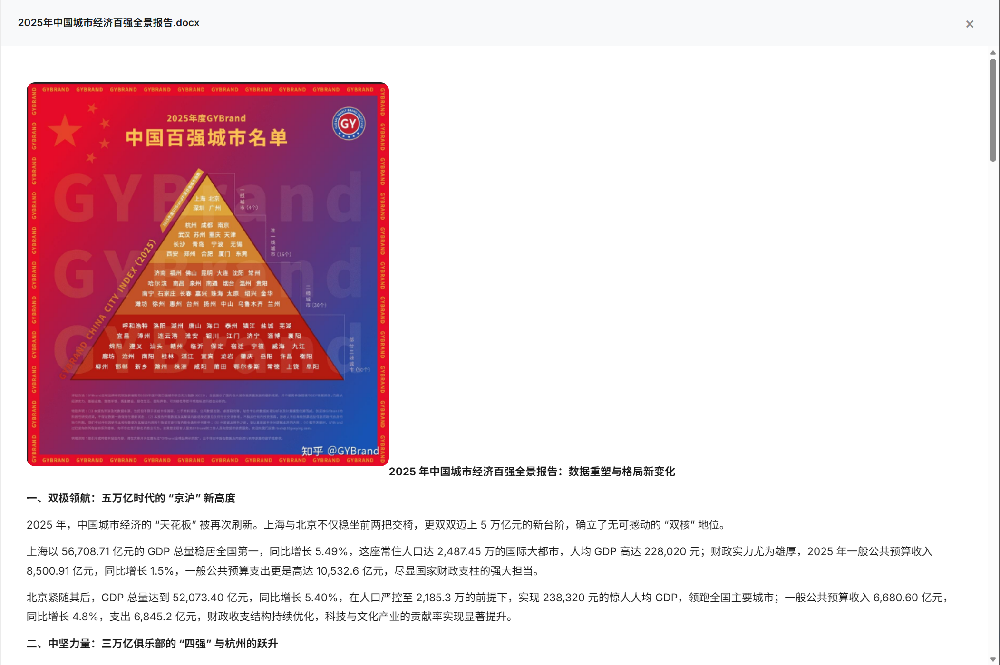 2025年中国城市经济百强全景报告.docx
GYBRAND GYBRAND GYBRAND GYBRAND GYBRAND GYBRAND GYBRAND GYBRAND GYBRAND GYBRAND
2025年度GYBrand
中国百强城市名单
GY
GYBrand
GYBrand
GYBrand
GYBRAND CHINA CITY INDEX (2025)
上海 北京
深圳 广州
一线城市 (4个)
杭州 成都 南京
武汉 苏州 重庆 天津
长沙 青岛 宁波 无锡
西安 郑州 合肥 厦门 东莞
准一线城市 (16个)
济南 福州 佛山 昆明 大连 沈阳 常州
哈尔滨 南昌 泉州 南通 烟台 温州 贵阳
南宁 石家庄 长春 嘉兴 珠海 太原 绍兴 金华
潍坊 徐州 惠州 台州 扬州 中山 乌鲁木齐 兰州
二线城市 (30个)
呼和浩特 洛阳 湖州 唐山 海口 泰州 镇江 盐城 芜湖
宜昌 漳州 连云港 淮安 银川 江门 济宁 淄博 襄阳
绵阳 遵义 汕头 赣州 临沂 保定 宿迁 宁德 威海 九江
廊坊 沧州 南阳 桂林 湛江 宜宾 龙岩 肇庆 岳阳 许昌 衡阳
柳州 邯郸 新乡 滁州 株洲 咸阳 莆田 鄂尔多斯 常德 上饶 阜阳
部分三线城市 (50个)
知乎 @GYBrand
GYBRAND GYBRAND GYBRAND GYBRAND GYBRAND GYBRAND GYBRAND GYBRAND GYBRAND GYBRAND
2025 年中国城市经济百强全景报告：数据重塑与格局新变化
一、双极领航：五万亿时代的 “京沪” 新高度
2025 年，中国城市经济的 “天花板” 被再次刷新。上海与北京不仅稳坐前两把交椅，更双双迈上 5 万亿元的新台阶，确立了无可撼动的 “双核” 地位。
上海以 56,708.71 亿元的 GDP 总量稳居全国第一，同比增长 5.49%，这座常住人口达 2,487.45 万的国际大都市，人均 GDP 高达 228,020 元；财政实力尤为雄厚，2025 年一般公共预算收入
8,500.91 亿元，同比增长 1.5%，一般公共预算支出更是高达 10,532.6 亿元，尽显国家财政支柱的强大担当。
北京紧随其后，GDP 总量达到 52,073.40 亿元，同比增长 5.40%，在人口严控至 2,185.3 万的前提下，实现 238,320 元的惊人人均 GDP，领跑全国主要城市；一般公共预算收入 6,680.60 亿元，
同比增长 4.8%，支出 6,845.2 亿元，财政收支结构持续优化，科技与文化产业的贡献率实现显著提升。
二、中坚力量：三万亿俱乐部的 “四强” 与杭州的跃升